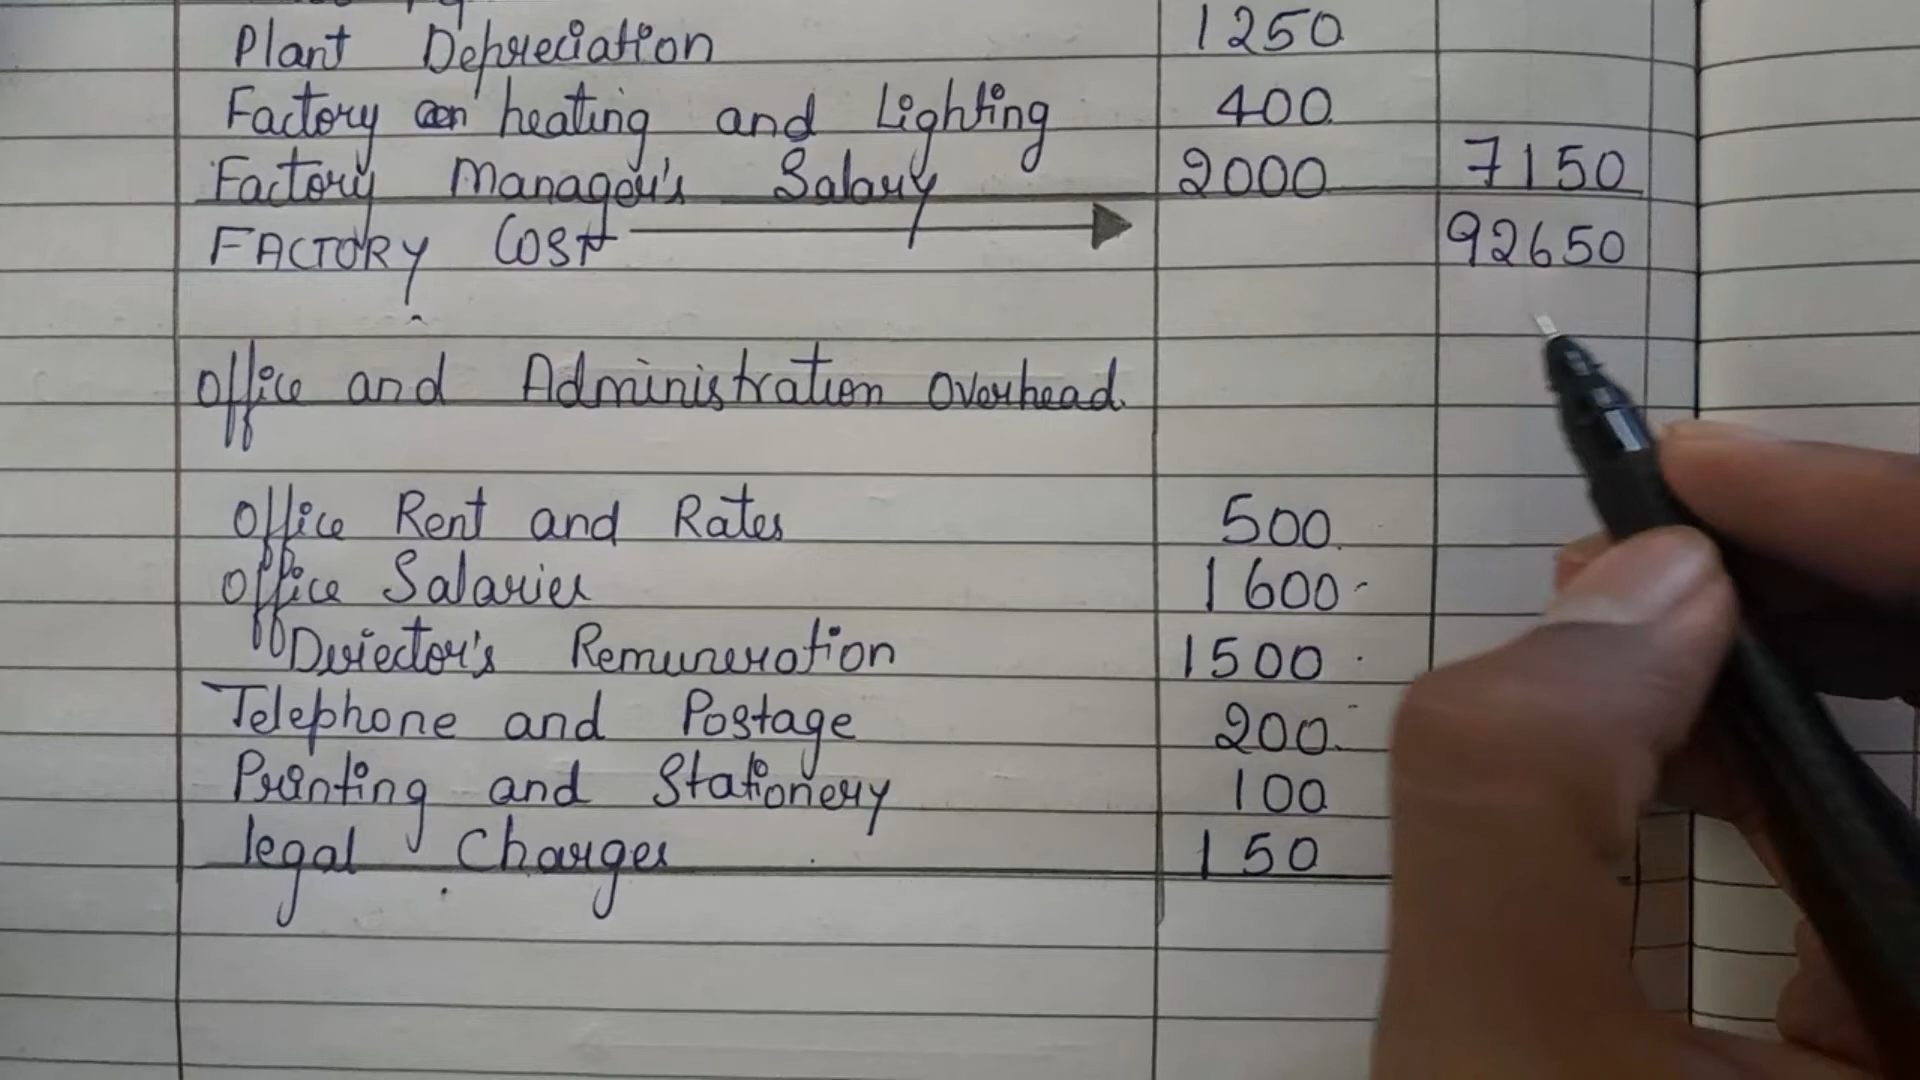 Plant Depreciation 1250
Factory heating and Lighting 400
Factory Manager's Salary 2000 7150
FACTORY COST 92650
Office and Administration Overhead
Office Rent and Rates 500
Office Salaries 1600
Director's Remuneration 1500
Telephone and Postage 200
Printing and Stationery 100
legal Charges 150